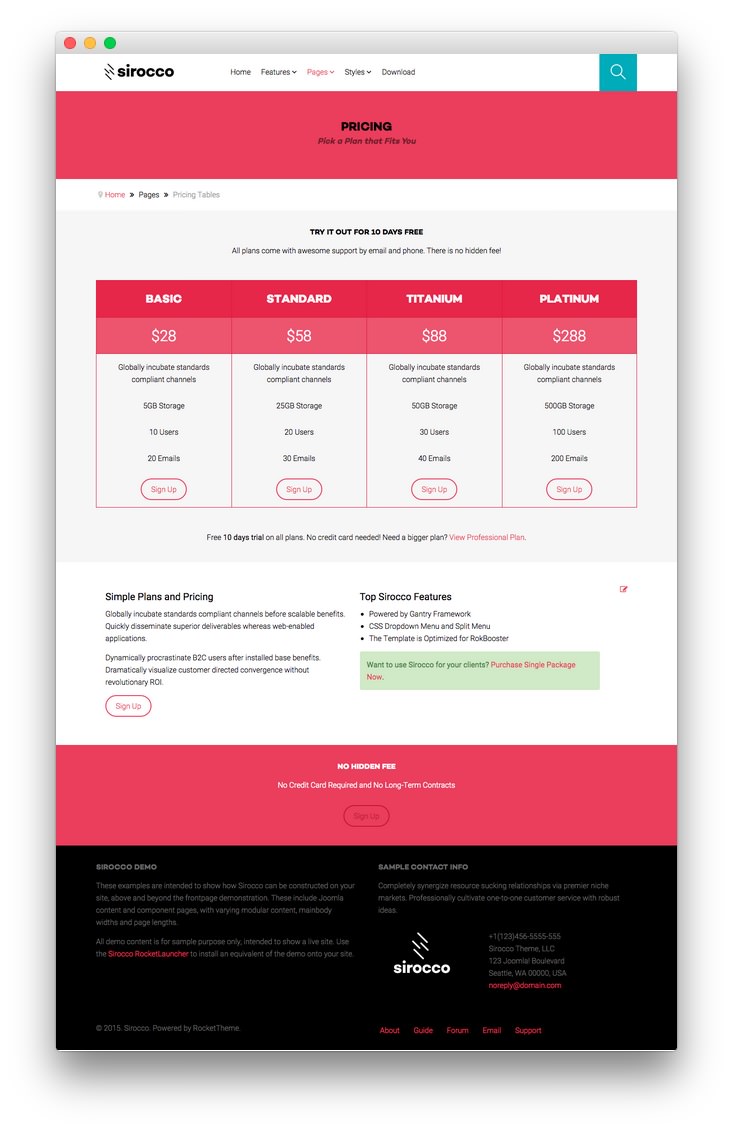 sirocco
Home Features Pages Styles Download
PRICING
Pick a Plan that Fits You
Home » Pages » Pricing Tables
TRY IT OUT FOR 10 DAYS FREE
All plans come with awesome support by email and phone. There is no hidden fee!
BASIC STANDARD TITANIUM PLATINUM
$28 $58 $88 $288
Globally incubate standards Globally incubate standards Globally incubate standards Globally incubate standards
compliant channels compliant channels compliant channels compliant channels
5GB Storage 25GB Storage 50GB Storage 500GB Storage
10 Users 20 Users 30 Users 100 Users
20 Emails 30 Emails 40 Emails 200 Emails
Sign Up Sign Up Sign Up Sign Up
Free 10 days trial on all plans. No credit card needed! Need a bigger plan? View Professional Plan.
Simple Plans and Pricing
Globally incubate standards compliant channels before scalable benefits.
Quickly disseminate superior deliverables whereas web-enabled
applications.
Dynamically procrastinate B2C users after installed base benefits.
Dramatically visualize customer directed convergence without
revolutionary ROI.
Sign Up
Top Sirocco Features
• Powered by Gantry Framework
• CSS Dropdown Menu and Split Menu
• The Template is Optimized for RokBooster
Want to use Sirocco for your clients? Purchase Single Package
Now.
NO HIDDEN FEE
No Credit Card Required and No Long-Term Contracts
Sign Up
SIROCCO DEMO
These examples are intended to show how Sirocco can be constructed on your
site, above and beyond the frontpage demonstration. These include Joomla
content and component pages, with varying modular content, mainbody
widths and page lengths.
All demo content is for sample purpose only, intended to show a live site. Use
the Sirocco RocketLauncher to install an equivalent of the demo onto your site.
SAMPLE CONTACT INFO
Completely synergize resource sucking relationships via premier niche
markets. Professionally cultivate one-to-one customer service with robust
ideas.
sirocco
+1(123)456-5555-555
Sirocco Theme, LLC
123 Joomla! Boulevard
Seattle, WA 00000, USA
noreply@domain.com
© 2015. Sirocco. Powered by RocketTheme.
About Guide Forum Email Support